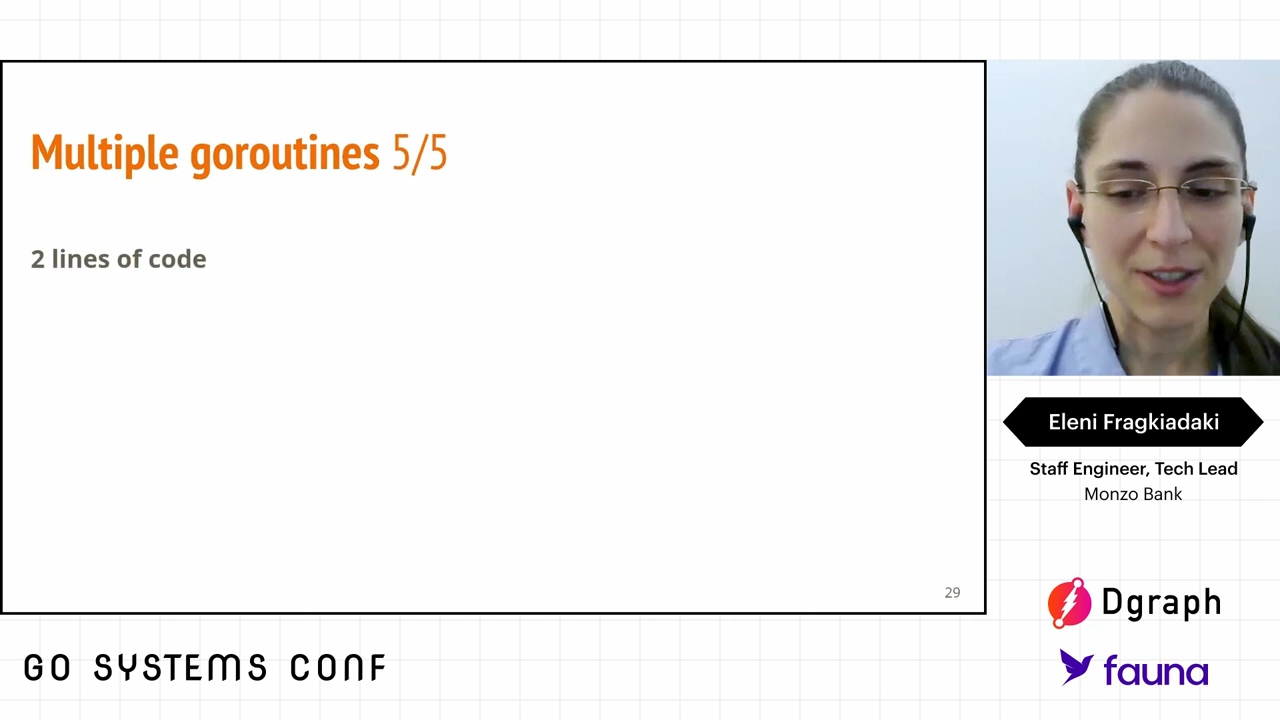 Multiple goroutines 5/5
2 lines of code
29
Eleni Fragkiadaki
Staff Engineer, Tech Lead
Monzo Bank
Dgraph
fauna
GO SYSTEMS CONF